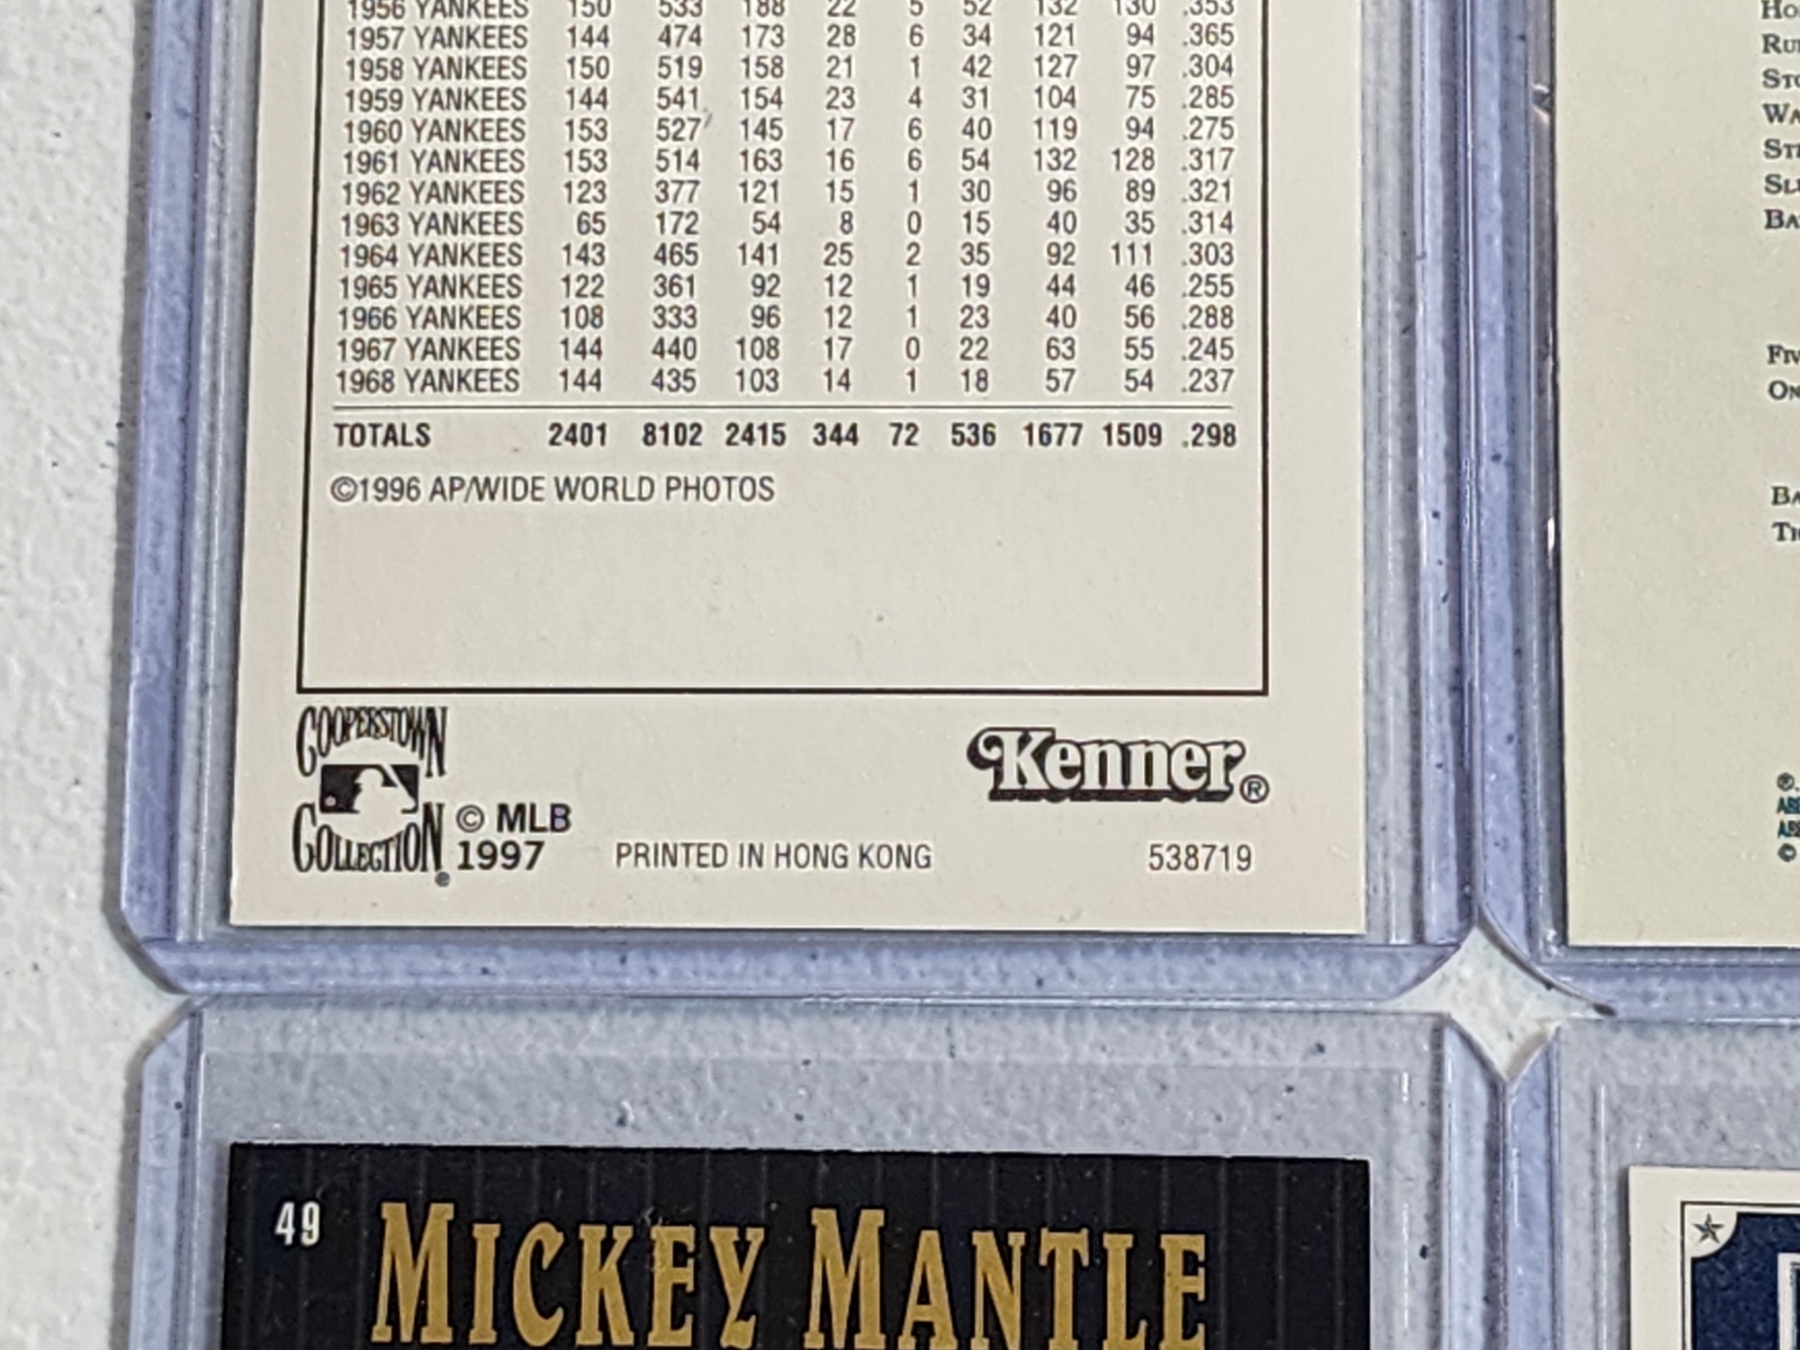 1956 YANKEES 150 533 188 22 5 52 132 130 .353
1957 YANKEES 144 474 173 28 6 34 121 94 .365
1958 YANKEES 150 519 158 21 1 42 127 97 .304
1959 YANKEES 144 541 154 23 4 31 104 75 .285
1960 YANKEES 153 527 145 17 6 40 119 94 .275
1961 YANKEES 153 514 163 16 6 54 132 128 .317
1962 YANKEES 123 377 121 15 1 30 96 89 .321
1963 YANKEES 65 172 54 8 0 15 40 35 .314
1964 YANKEES 143 465 141 25 2 35 92 111 .303
1965 YANKEES 122 361 92 12 1 19 44 46 .255
1966 YANKEES 108 333 96 12 1 23 40 56 .288
1967 YANKEES 144 440 108 17 0 22 63 55 .245
1968 YANKEES 144 435 103 14 1 18 57 54 .237
TOTALS 2401 8102 2415 344 72 536 1677 1509 .298
©1996 AP/WIDE WORLD PHOTOS
COOPERSTOWN
COLLECTION
© MLB
1997
PRINTED IN HONG KONG
Kenner®
538719
49
MICKEY MANTLE